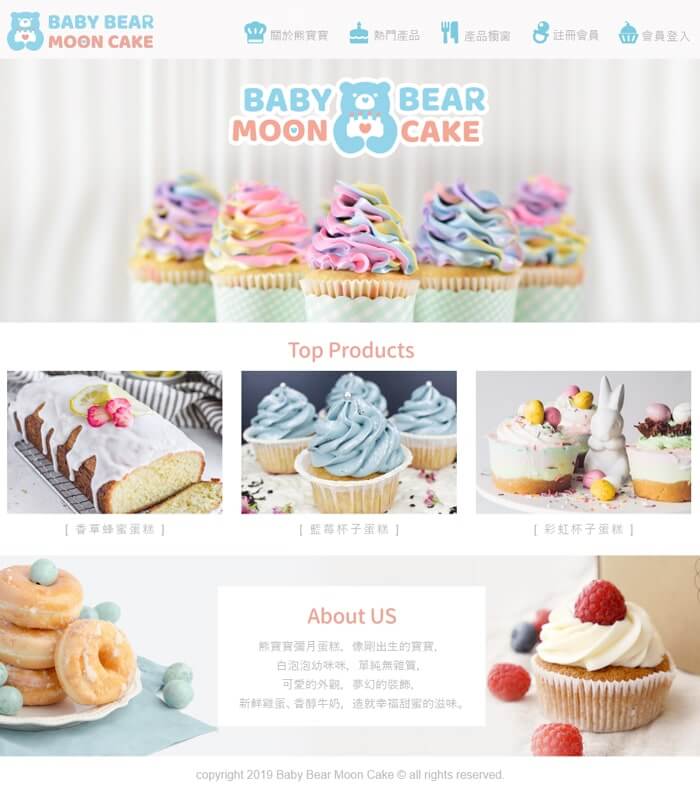 BABY BEAR
MOON CAKE
關於熊寶寶
熱門產品
產品櫥窗
註冊會員
會員登入
BABY BEAR
MOON CAKE
Top Products
[ 香草蜂蜜蛋糕 ]
[ 藍莓杯子蛋糕 ]
[ 彩虹杯子蛋糕 ]
About US
熊寶寶彌月蛋糕，像剛出生的寶寶，
白泡泡幼咪咪，單純無雜質，
可愛的外觀，夢幻的裝飾，
新鮮雞蛋、香醇牛奶，造就幸福甜蜜的滋味。
copyright 2019 Baby Bear Moon Cake © all rights reserved.